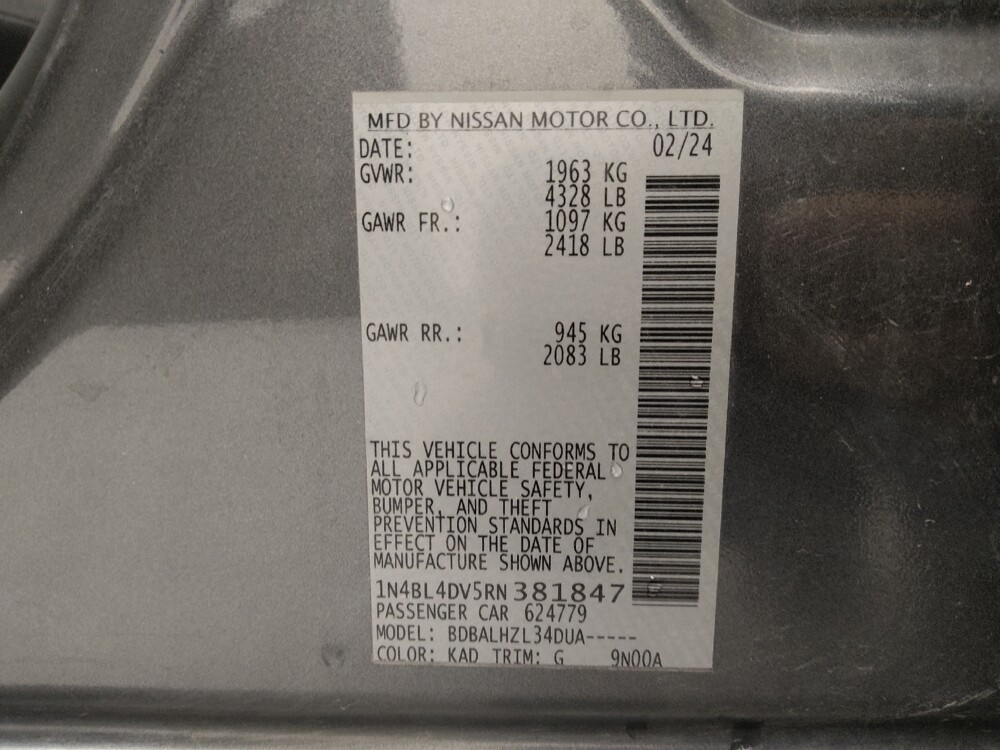 MFD BY NISSAN MOTOR CO., LTD.
DATE: 02/24
GVWR: 1963 KG
4328 LB
GAWR FR.: 1097 KG
2418 LB
GAWR RR.: 945 KG
2083 LB
THIS VEHICLE CONFORMS TO
ALL APPLICABLE FEDERAL
MOTOR VEHICLE SAFETY,
BUMPER, AND THEFT
PREVENTION STANDARDS IN
EFFECT ON THE DATE OF
MANUFACTURE SHOWN ABOVE.
1N4BL4DV5RN381847
PASSENGER CAR 624779
MODEL: BDBALHZL34DUA-----
COLOR: KAD TRIM: G 9N00A